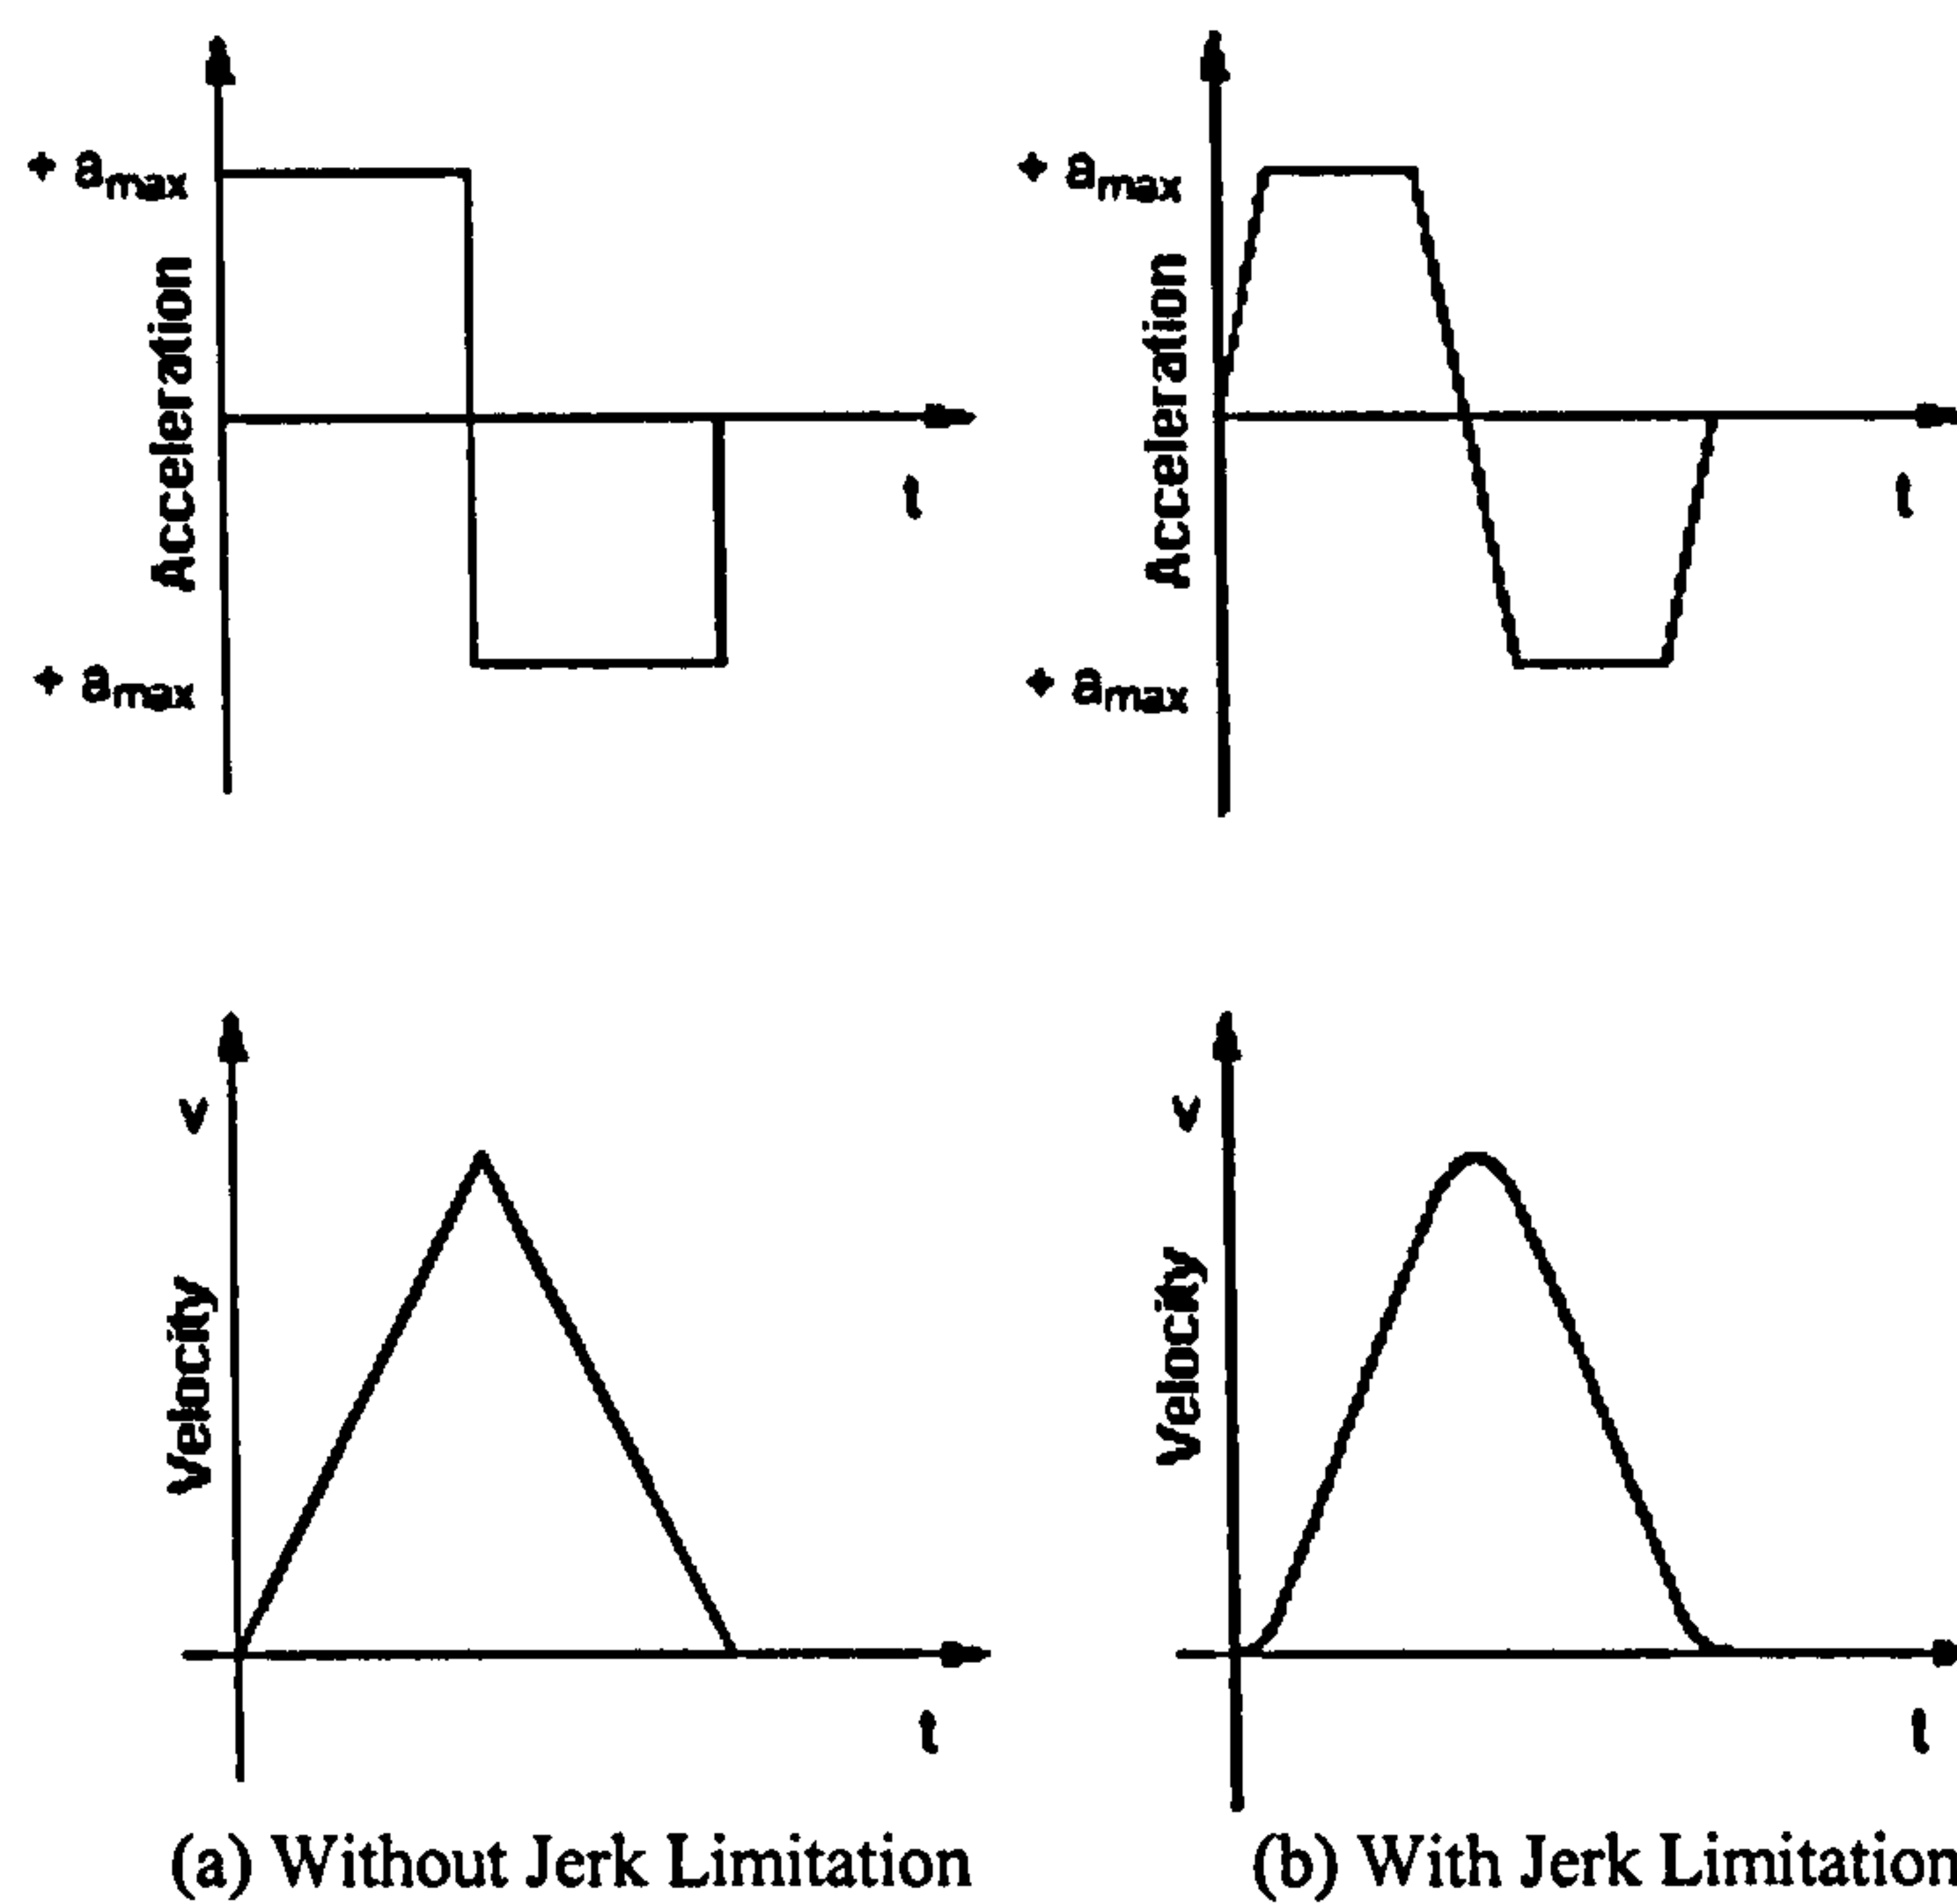 + amax
Acceleration
+ amax
t
+ amax
Acceleration
+ amax
t
v
Velocity
t
v
Velocity
t
(a) Without Jerk Limitation
(b) With Jerk Limitation